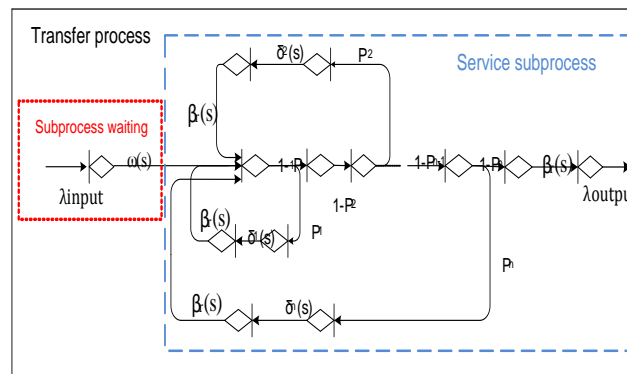 Transfer process
Service subprocess
Subprocess waiting
δ²(s)
P2
βr(s)
ω(s)
λinput
1-P1
1-P2
1-Pn-1
1-Pn
βr(s)
λoutput
βr(s)
δ¹(s)
P1
Pn
βr(s)
δⁿ(s)